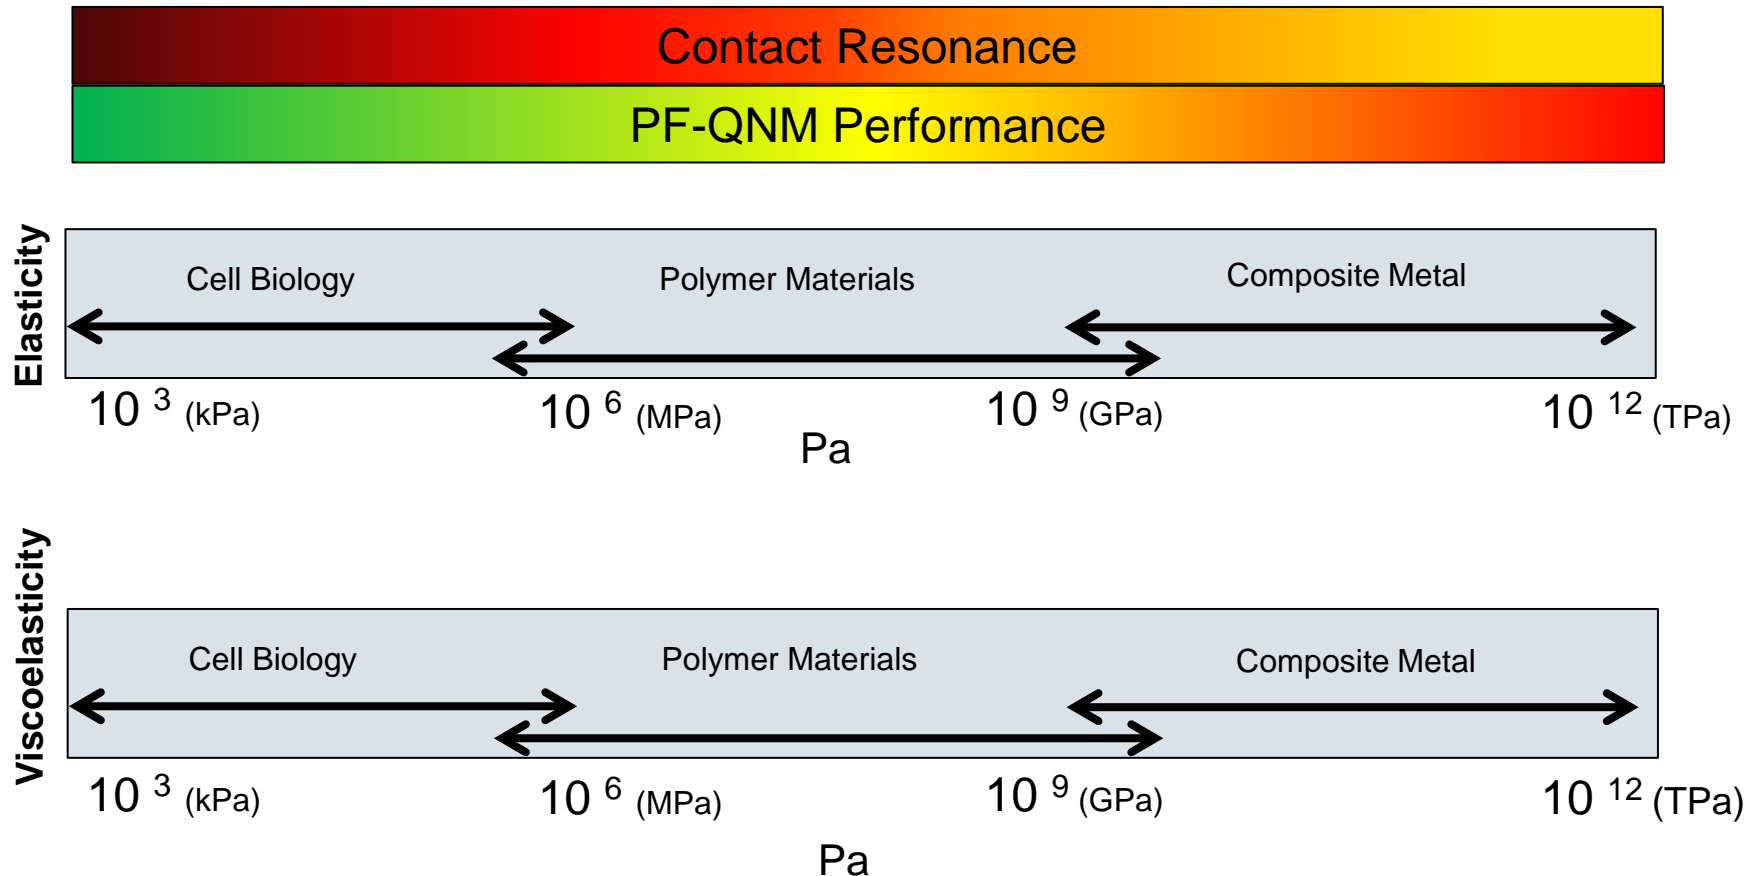 Contact Resonance
PF-QNM Performance
Elasticity
Cell Biology
Polymer Materials
Composite Metal
10 3 (kPa)
10 6 (MPa)
10 9 (GPa)
10 12 (TPa)
Pa
Viscoelasticity
Cell Biology
Polymer Materials
Composite Metal
10 3 (kPa)
10 6 (MPa)
10 9 (GPa)
10 12 (TPa)
Pa